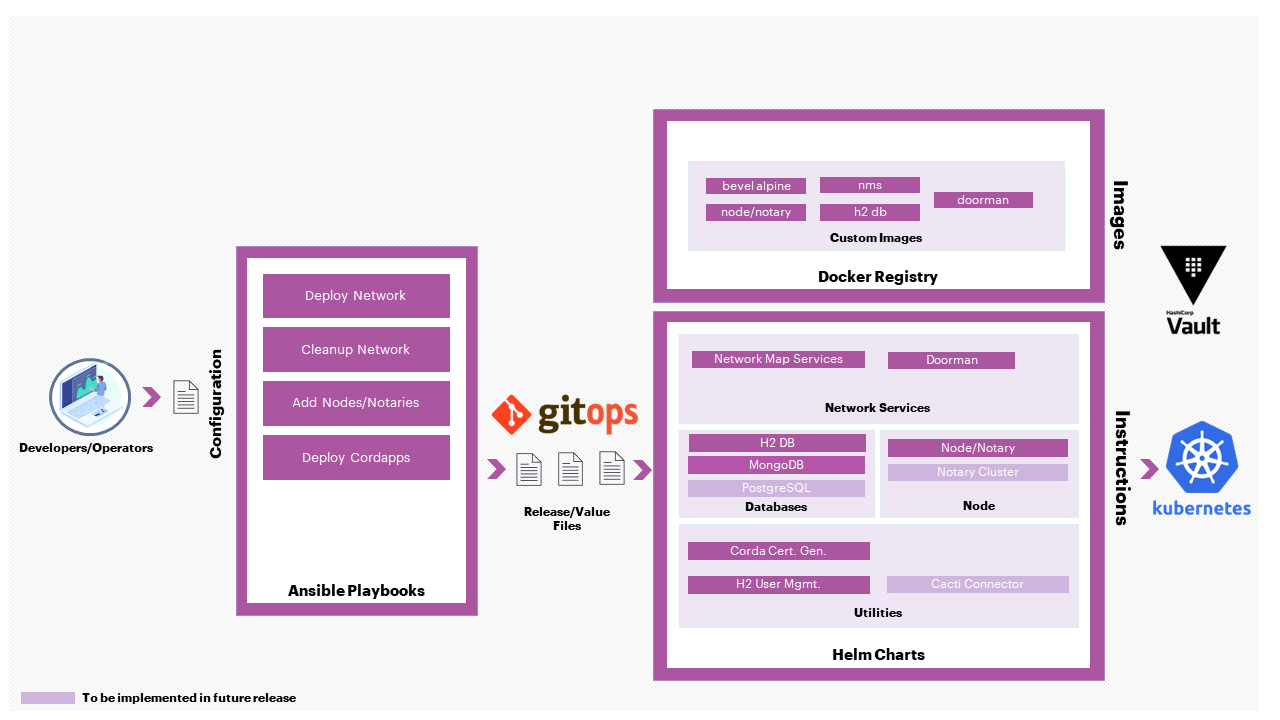 Developers/Operators
Configuration
Deploy Network
Cleanup Network
Add Nodes/Notaries
Deploy Cordapps
Ansible Playbooks
gitops
Release/Value
Files
bevel alpine
nms
doorman
node/notary
h2 db
Custom Images
Docker Registry
Images
Network Map Services
Doorman
Network Services
H2 DB
MongoDB
PostgreSQL
Databases
Node/Notary
Notary Cluster
Node
Corda Cert. Gen.
H2 User Mgmt.
Cacti Connector
Utilities
Helm Charts
Instructions
HashiCorp
Vault
kubernetes
To be implemented in future release